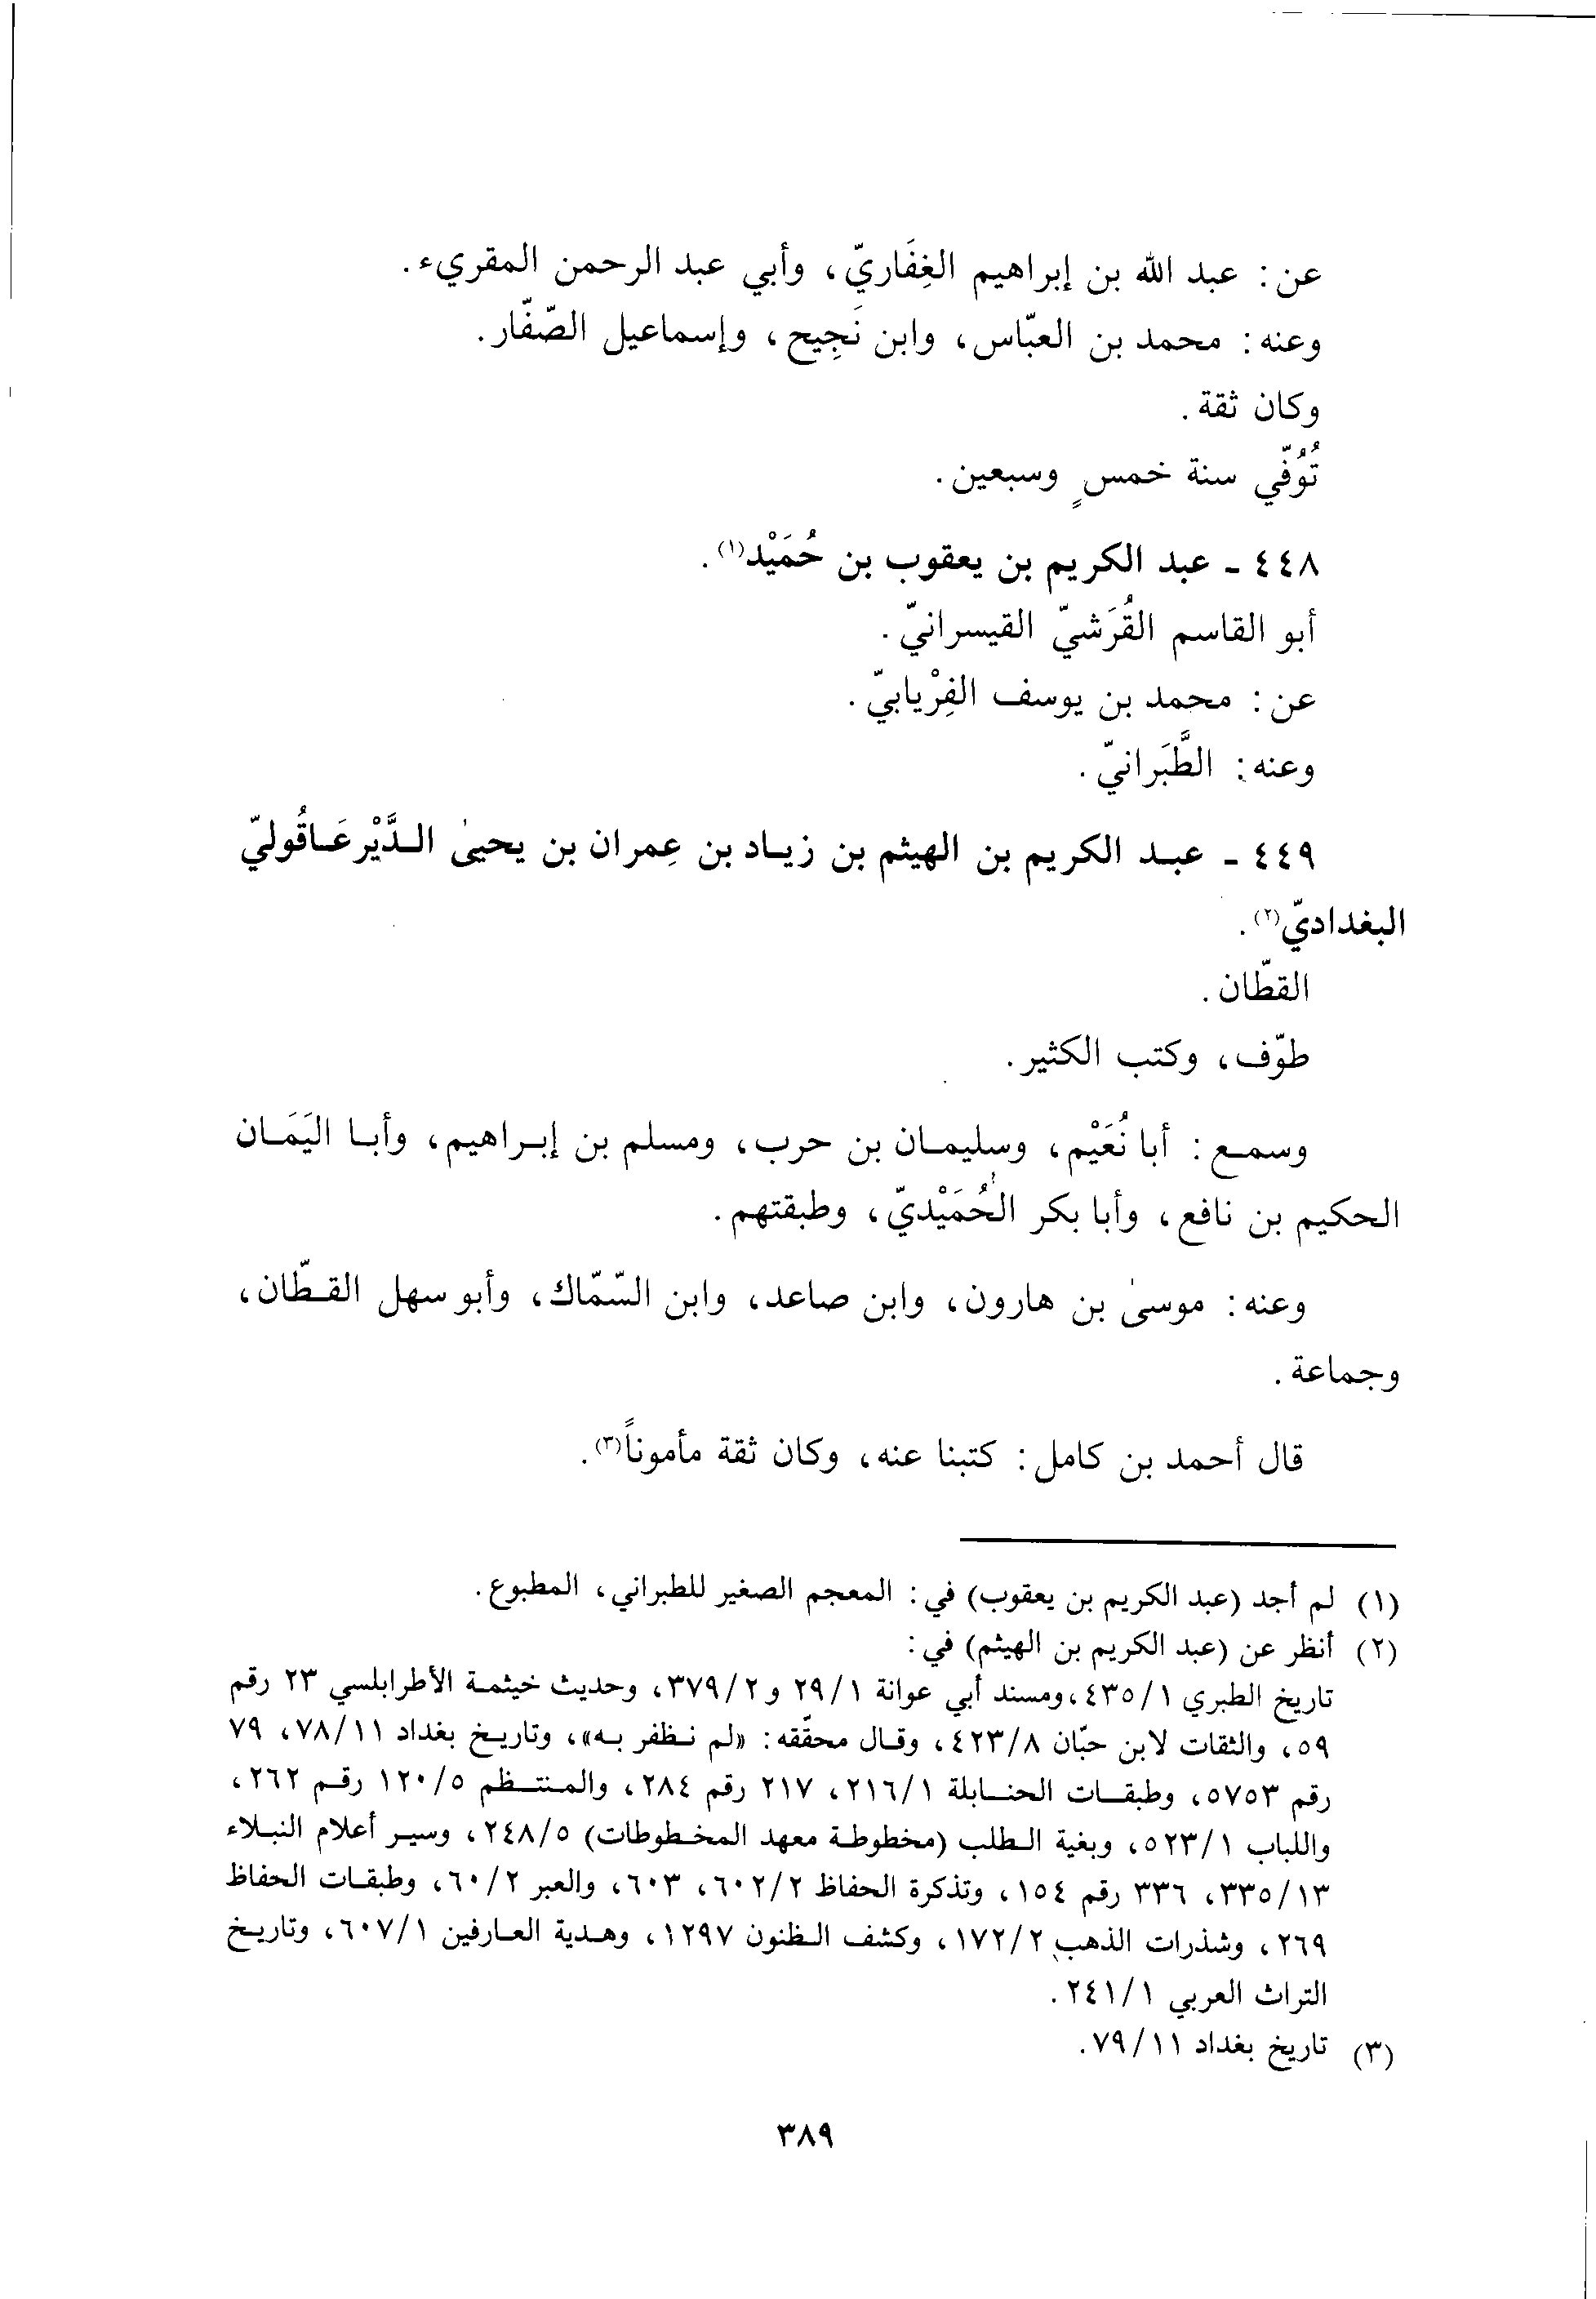 عن: عبد الله بن إبراهيم الغِفَاريّ، وأبي عبد الرحمن المقريء.
وعنه: محمد بن العبّاس، وابن نَجِيح، وإسماعيل الصّفّار.
وكان ثقة.
تُوُفّي سنة خمسٍ وسبعين.
٤٤٨ - عبد الكريم بن يعقوب بن حُمَيْد(١).
أبو القاسم القُرَشيّ القيسرانيّ.
عن: محمد بن يوسف الفِرْيابيّ.
وعنه: الطَّبَرانيّ.
٤٤٩ - عبد الكريم بن الهيثم بن زياد بن عِمران بن يحيىٰ الدَّيْرعَاقُوليّ
البغداديّ(٢).
القطّان.
طوّف، وكتب الكثير.
وسمع: أبا نُعَيْم، وسليمان بن حرب، ومسلم بن إبراهيم، وأبا اليَمَان
الحكيم بن نافع، وأبا بكر الحُمَيْديّ، وطبقتهم.
وعنه: موسىٰ بن هارون، وابن صاعد، وابن السّمّاك، وأبو سهل القطّان،
وجماعة.
قال أحمد بن كامل: كتبنا عنه، وكان ثقة مأموناً(٣).
(١) لم أجد (عبد الكريم بن يعقوب) في: المعجم الصغير للطبراني، المطبوع.
(٢) أنظر عن (عبد الكريم بن الهيثم) في:
تاريخ الطبري ٤٣٥/١، ومسند أبي عوانة ٢٩/١ و ٣٧٩/٢، وحديث خيثمة الأطرابلسي ٢٣ رقم
٥٩، والثقات لابن حبّان ٤٢٣/٨، وقال محقّقه: «لم نظفر به»، وتاريخ بغداد ٧٨/١١، ٧٩
رقم ٥٧٥٣، وطبقات الحنابلة ٢١٦/١، ٢١٧ رقم ٢٨٤، والمنتظم ١٢٠/٥ رقم ٢٦٢،
واللباب ٥٢٣/١، وبغية الطلب (مخطوطة معهد المخطوطات) ٢٤٨/٥، وسير أعلام النبلاء
٣٣٥/١٣، ٣٣٦ رقم ١٥٤، وتذكرة الحفاظ ٦٠٢/٢، ٦٠٣، والعبر ٦٠/٢، وطبقات الحفاظ
٢٦٩، وشذرات الذهب ١٧٢/٢، وكشف الظنون ١٢٩٧، وهدية العارفين ٦٠٧/١، وتاريخ
التراث العربي ٢٤١/١.
(٣) تاريخ بغداد ٧٩/١١.
٣٨٩